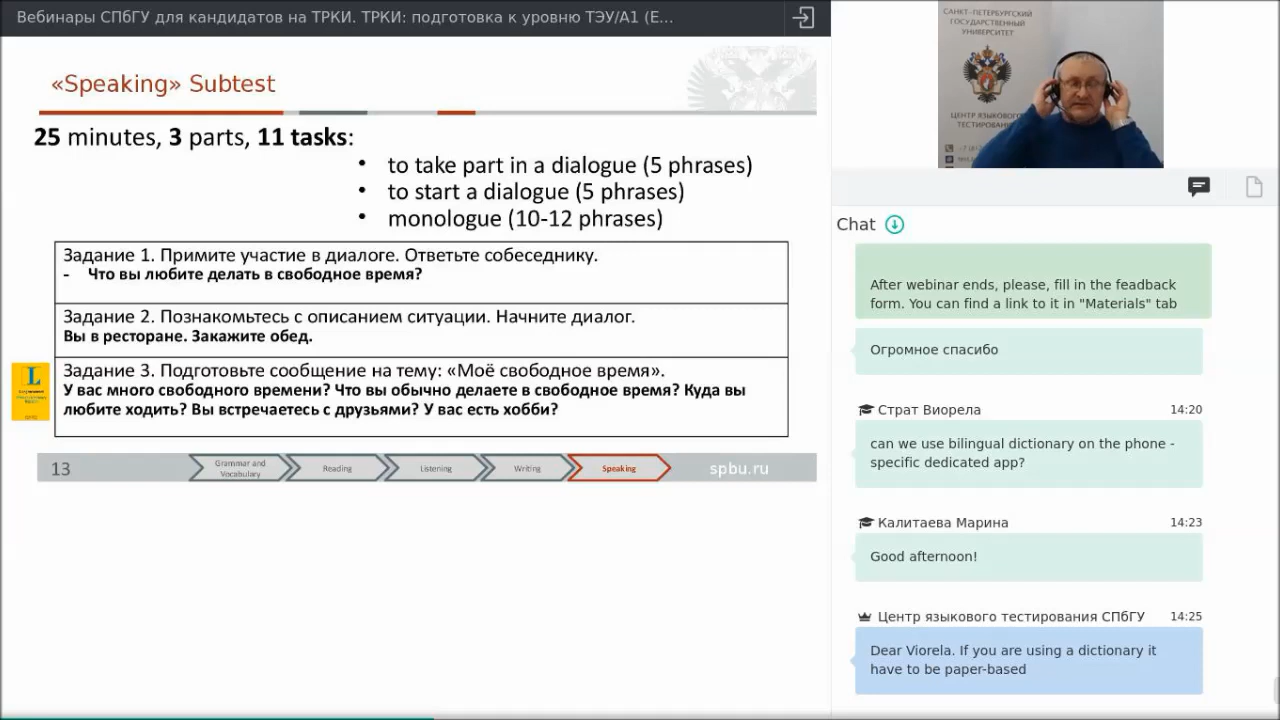 Вебинары СПбГУ для кандидатов на ТРКИ. ТРКИ: подготовка к уровню ТЭУ/А1 (Е...
«Speaking» Subtest
25 minutes, 3 parts, 11 tasks:
• to take part in a dialogue (5 phrases)
• to start a dialogue (5 phrases)
• monologue (10-12 phrases)
Задание 1. Примите участие в диалоге. Ответьте собеседнику.
- Что вы любите делать в свободное время?
Задание 2. Познакомьтесь с описанием ситуации. Начните диалог.
Вы в ресторане. Закажите обед.
Задание 3. Подготовьте сообщение на тему: «Моё свободное время».
У вас много свободного времени? Что вы обычно делаете в свободное время? Куда вы
любите ходить? Вы встречаетесь с друзьями? У вас есть хобби?
L
13
Grammar and
Vocabulary
Reading
Listening
Writing
Speaking
spbu.ru
САНКТ-ПЕТЕРБУРГСКИЙ
ГОСУДАРСТВЕННЫЙ
УНИВЕРСИТЕТ
ЦЕНТР ЯЗЫКОВОГО
ТЕСТИРОВАНИЯ
Chat
After webinar ends, please, fill in the feadback
form. You can find a link to it in "Materials" tab
Огромное спасибо
Страт Виорела 14:20
can we use bilingual dictionary on the phone -
specific dedicated app?
Калитаева Марина 14:23
Good afternoon!
Центр языкового тестирования СПбГУ 14:25
Dear Viorela. If you are using a dictionary it
have to be paper-based